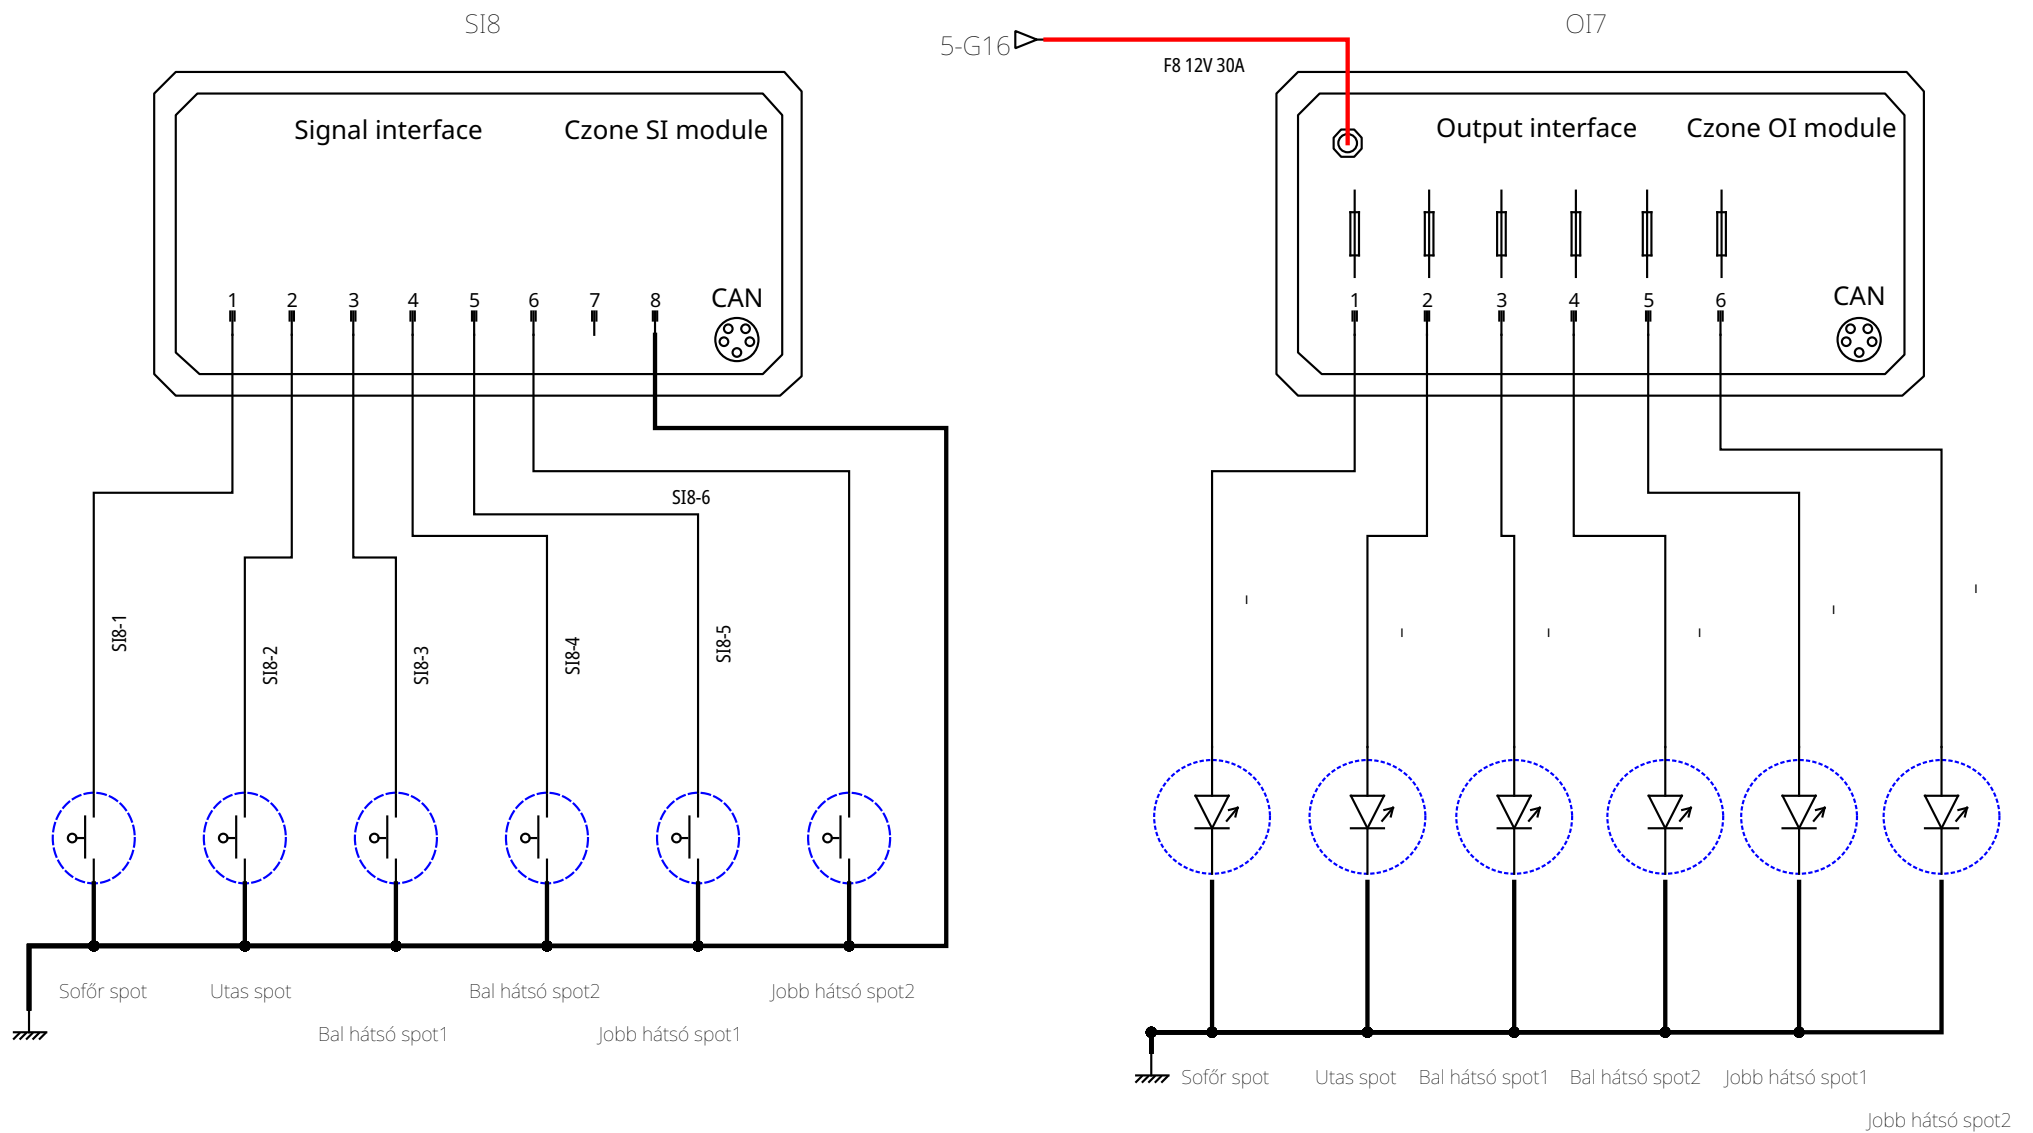 SI8
OI7
5-G16
F8 12V 30A
Signal interface
Czone SI module
Output interface
Czone OI module
1 2 3 4 5 6 7 8
CAN
1 2 3 4 5 6
CAN
SI8-6
SI8-1
SI8-2
SI8-3
SI8-4
SI8-5
Sofőr spot
Utas spot
Bal hátsó spot2
Jobb hátsó spot2
Bal hátsó spot1
Jobb hátsó spot1
Sofőr spot
Utas spot
Bal hátsó spot1
Bal hátsó spot2
Jobb hátsó spot1
Jobb hátsó spot2